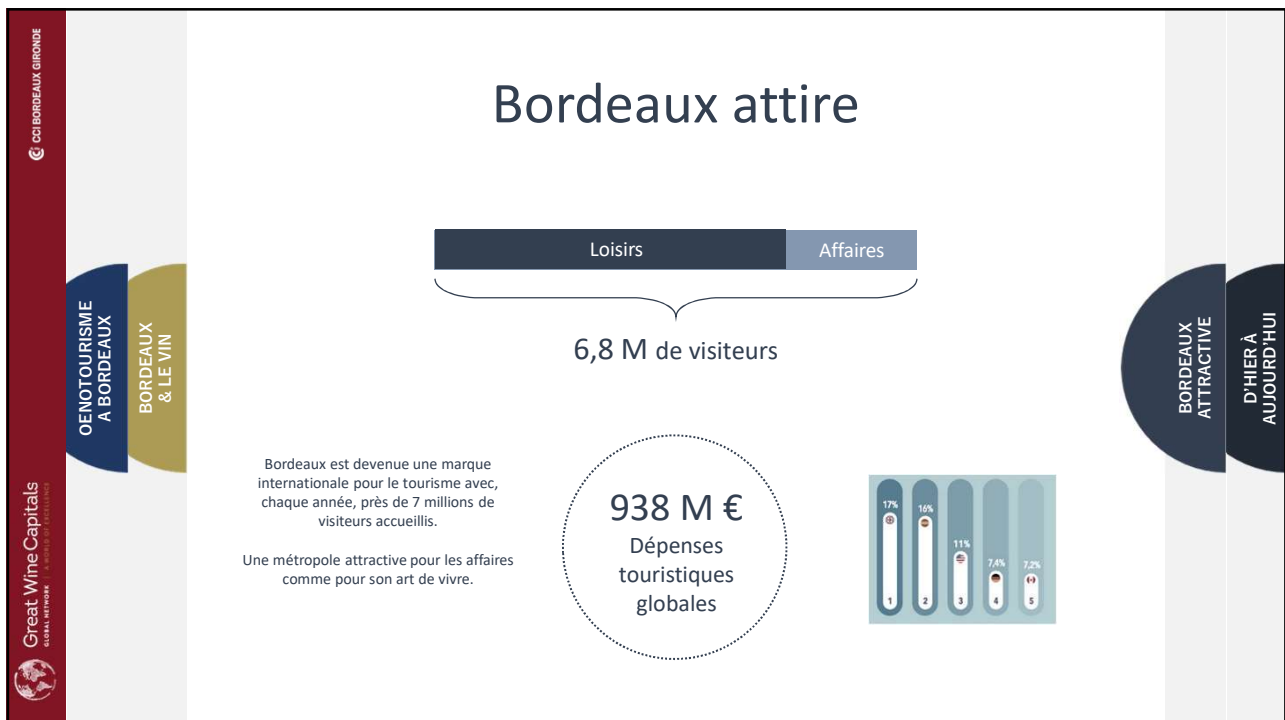 CCI BORDEAUX GIRONDE
Great Wine Capitals
GLOBAL NETWORK | A WORLD OF EXCELLENCE
OENOTOURISME
A BORDEAUX
BORDEAUX
& LE VIN
Bordeaux attire
Loisirs
Affaires
6,8 M de visiteurs
Bordeaux est devenue une marque
internationale pour le tourisme avec,
chaque année, près de 7 millions de
visiteurs accueillis.
Une métropole attractive pour les affaires
comme pour son art de vivre.
938 M €
Dépenses
touristiques
globales
17%
16%
11%
7,4%
7,2%
1
2
3
4
5
BORDEAUX
ATTRACTIVE
D'HIER À
AUJOURD'HUI